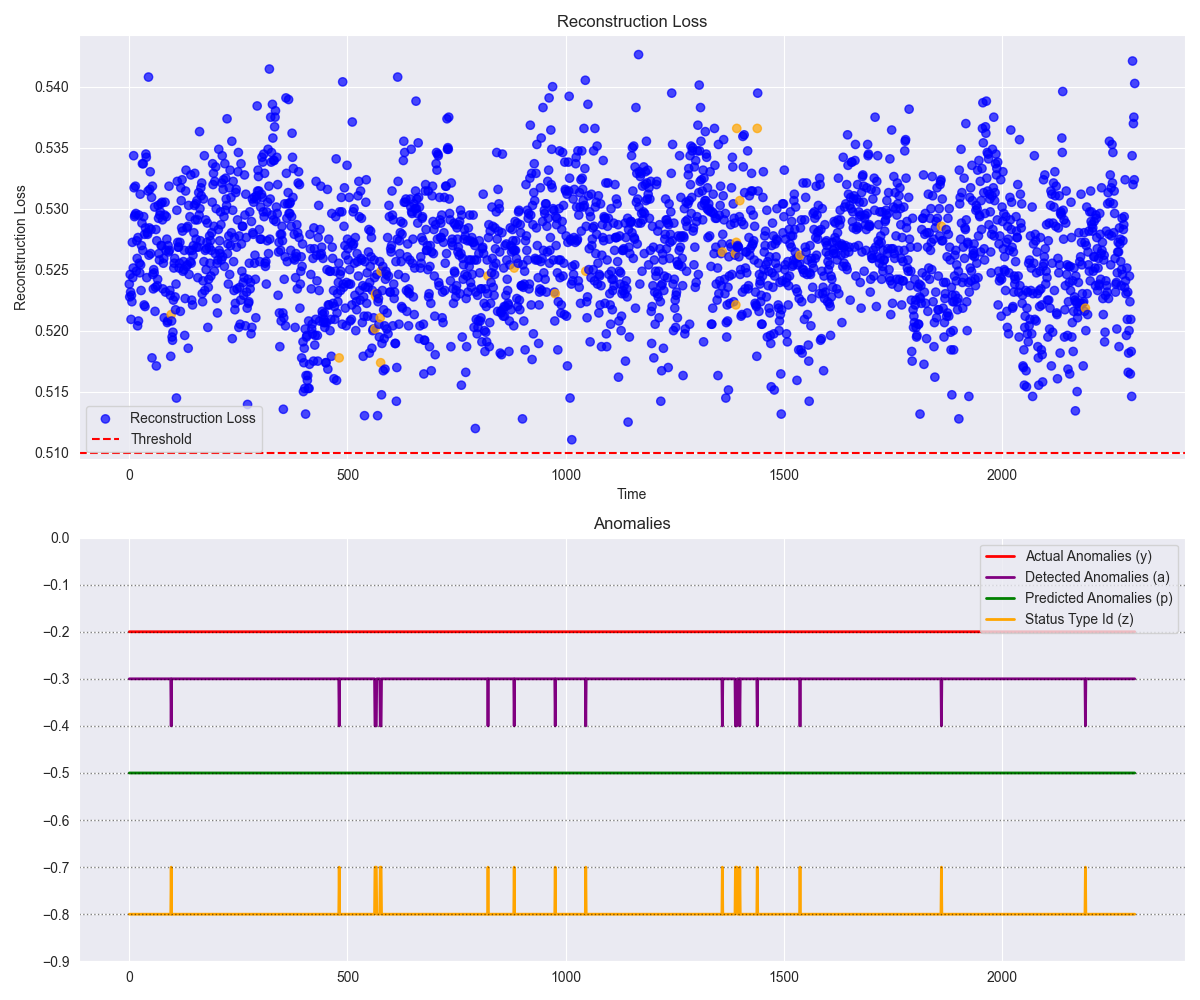 Reconstruction Loss
Reconstruction Loss
0.540
0.535
0.530
0.525
0.520
0.515
0.510
Reconstruction Loss
Threshold
0 500 1000 1500 2000
Time
Anomalies
0.0
−0.1
−0.2
−0.3
−0.4
−0.5
−0.6
−0.7
−0.8
−0.9
Actual Anomalies (y)
Detected Anomalies (a)
Predicted Anomalies (p)
Status Type Id (z)
0 500 1000 1500 2000